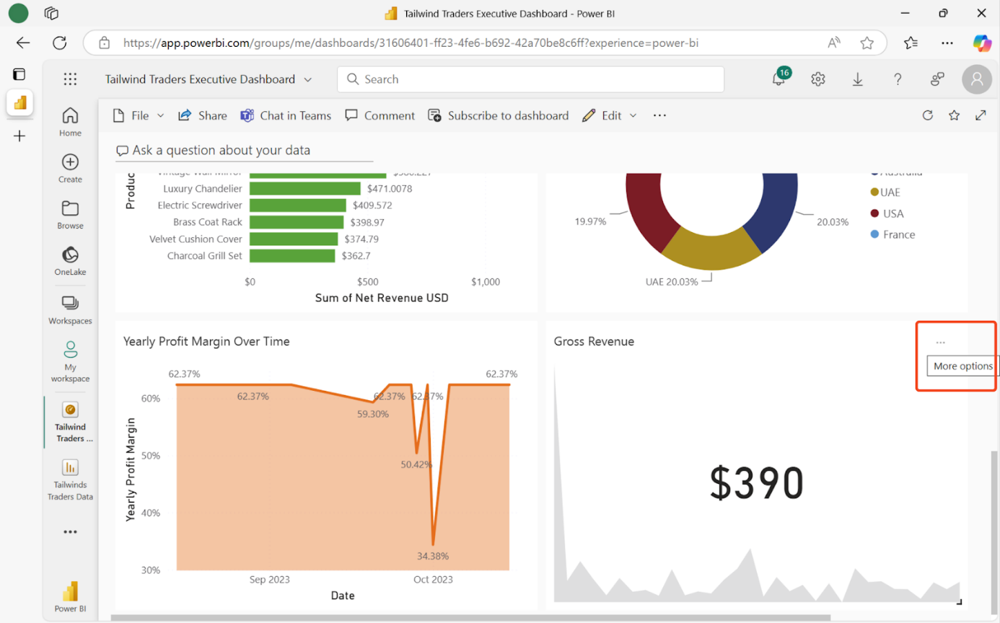 Tailwind Traders Executive Dashboard - Power BI
https://app.powerbi.com/groups/me/dashboards/31606401-ff23-4fe6-b692-42a70be8c6ff?experience=power-bi
Tailwind Traders Executive Dashboard
Search
16
File
Share
Chat in Teams
Comment
Subscribe to dashboard
Edit
Home
Create
Browse
OneLake
Workspaces
My
workspace
Tailwind
Traders ...
Tailwinds
Traders Data
Power BI
Ask a question about your data
Produc
Vintage Wall Mirror $580.227
Luxury Chandelier $471.0078
Electric Screwdriver $409.572
Brass Coat Rack $398.97
Velvet Cushion Cover $374.79
Charcoal Grill Set $362.7
$0 $500 $1,000
Sum of Net Revenue USD
19.97%
20.03%
UAE 20.03%
Australia
UAE
USA
France
Yearly Profit Margin Over Time
Yearly Profit Margin
60%
50%
40%
30%
62.37%
62.37%
59.30%
62.37%
62.37%
50.42%
34.38%
62.37%
Sep 2023 Oct 2023
Date
Gross Revenue
...
More options
$390